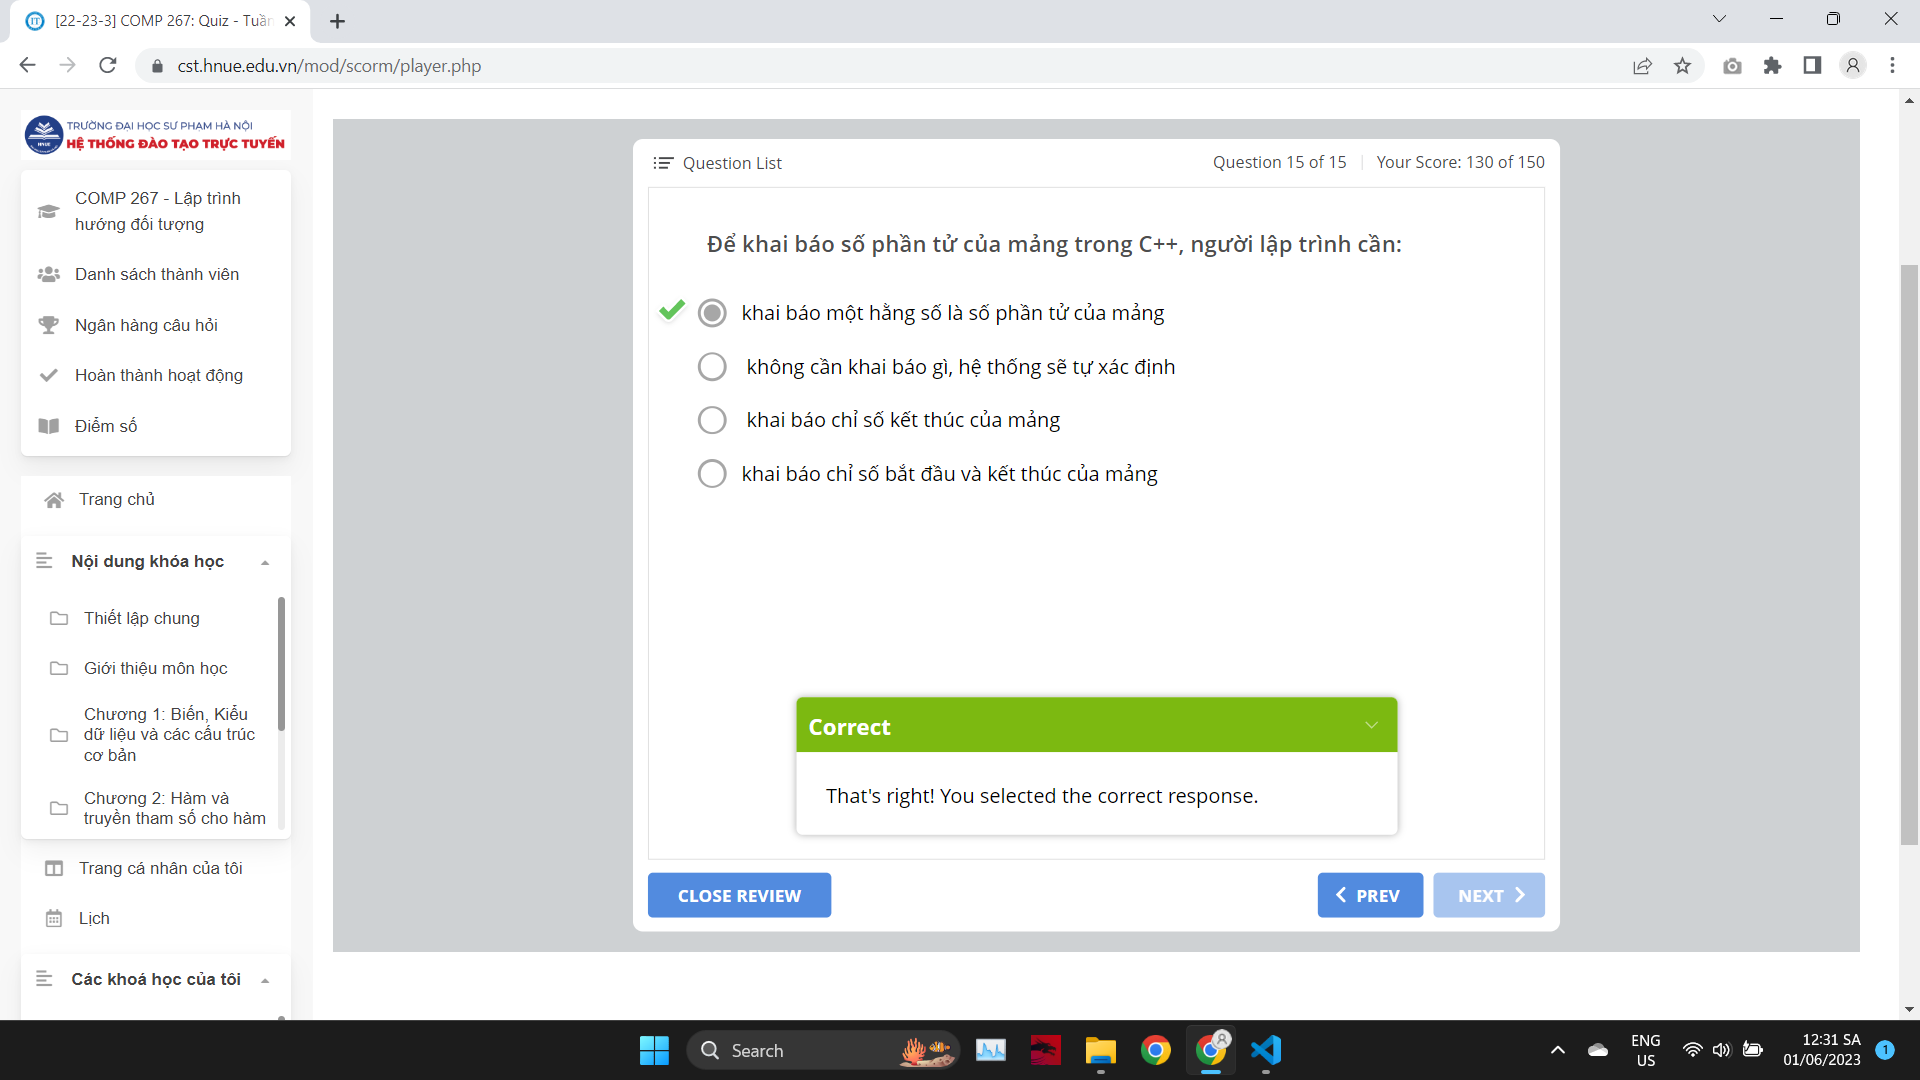 [22-23-3] COMP 267: Quiz - Tuần
cst.hnue.edu.vn/mod/scorm/player.php
TRƯỜNG ĐẠI HỌC SƯ PHẠM HÀ NỘI
HỆ THỐNG ĐÀO TẠO TRỰC TUYẾN
COMP 267 - Lập trình
hướng đối tượng
Danh sách thành viên
Ngân hàng câu hỏi
Hoàn thành hoạt động
Điểm số
Trang chủ
Nội dung khóa học
Thiết lập chung
Giới thiệu môn học
Chương 1: Biến, Kiểu
dữ liệu và các cấu trúc
cơ bản
Chương 2: Hàm và
truyền tham số cho hàm
Trang cá nhân của tôi
Lịch
Các khoá học của tôi
Question List
Question 15 of 15
Your Score: 130 of 150
Để khai báo số phần tử của mảng trong C++, người lập trình cần:
khai báo một hằng số là số phần tử của mảng
không cần khai báo gì, hệ thống sẽ tự xác định
khai báo chỉ số kết thúc của mảng
khai báo chỉ số bắt đầu và kết thúc của mảng
Correct
That's right! You selected the correct response.
CLOSE REVIEW
PREV
NEXT
Search
ENG
US
12:31 SA
01/06/2023
1